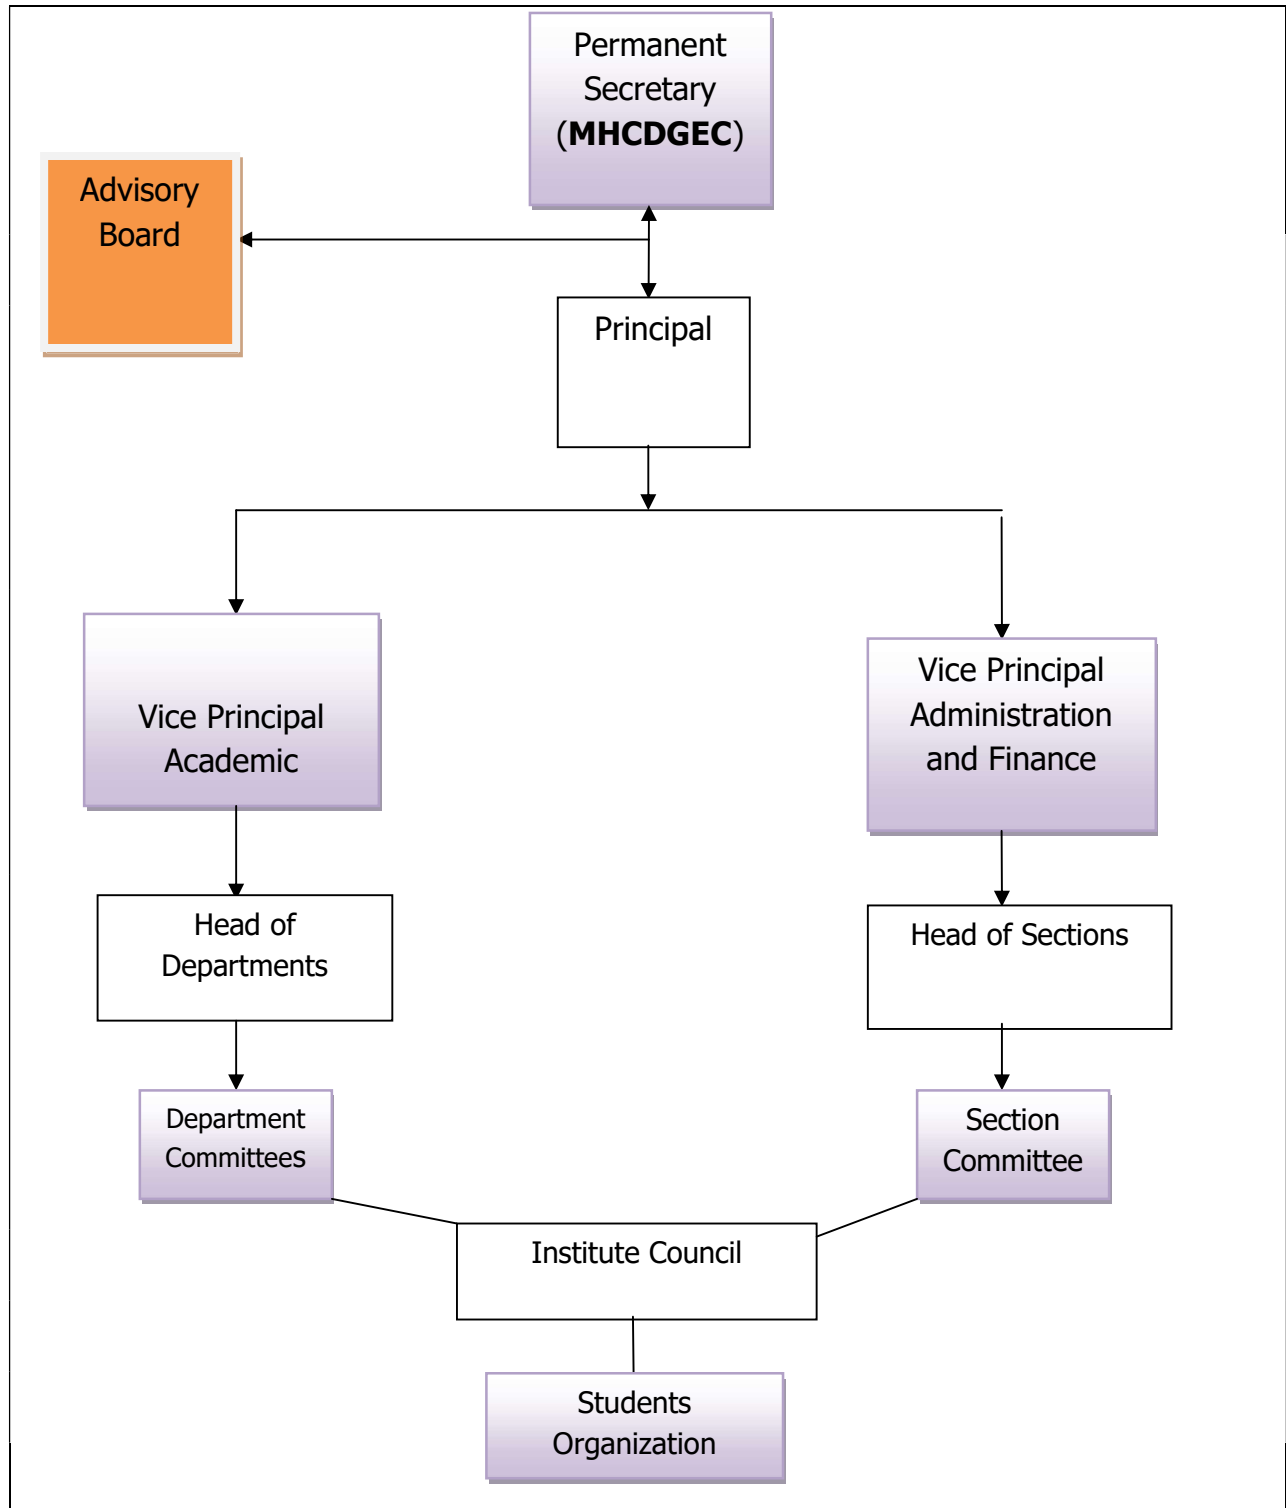 Permanent
Secretary
(MHCDGEC)
Advisory
Board
Principal
Vice Principal
Academic
Vice Principal
Administration
and Finance
Head of
Departments
Head of Sections
Department
Committees
Section
Committee
Institute Council
Students
Organization